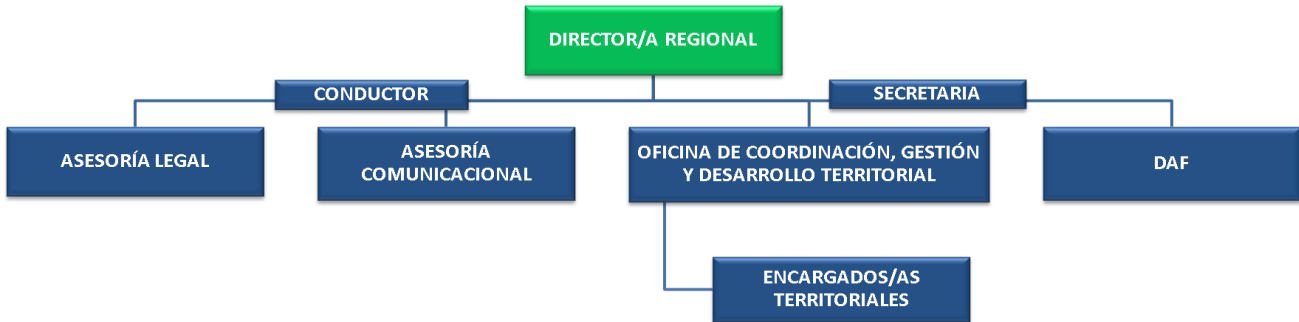 DIRECTOR/A REGIONAL
CONDUCTOR
SECRETARIA
ASESORÍA LEGAL
ASESORÍA
COMUNICACIONAL
OFICINA DE COORDINACIÓN, GESTIÓN
Y DESARROLLO TERRITORIAL
DAF
ENCARGADOS/AS
TERRITORIALES